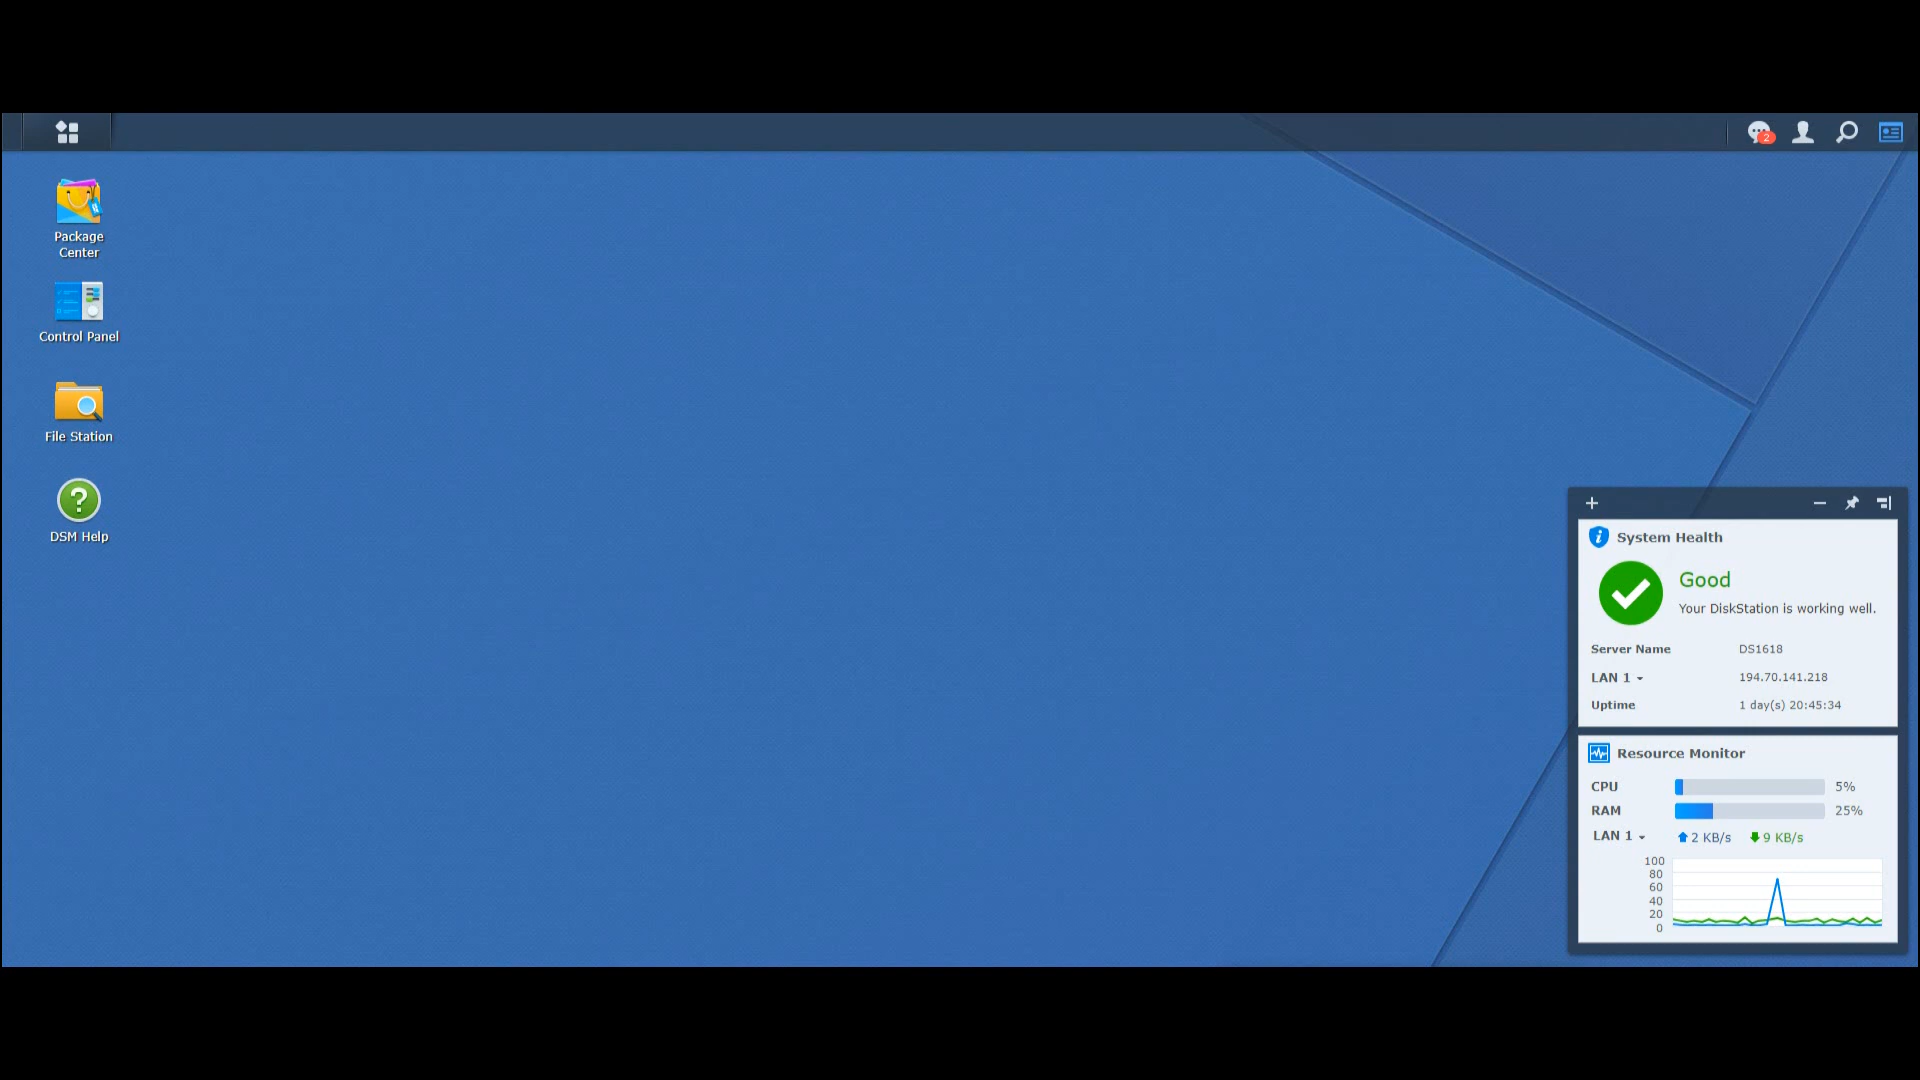 2
Package
Center
Control Panel
File Station
DSM Help
System Health
Good
Your DiskStation is working well.
Server Name DS1618
LAN 1 194.70.141.218
Uptime 1 day(s) 20:45:34
Resource Monitor
CPU 5%
RAM 25%
LAN 1 2 KB/s 9 KB/s
100
80
60
40
20
0